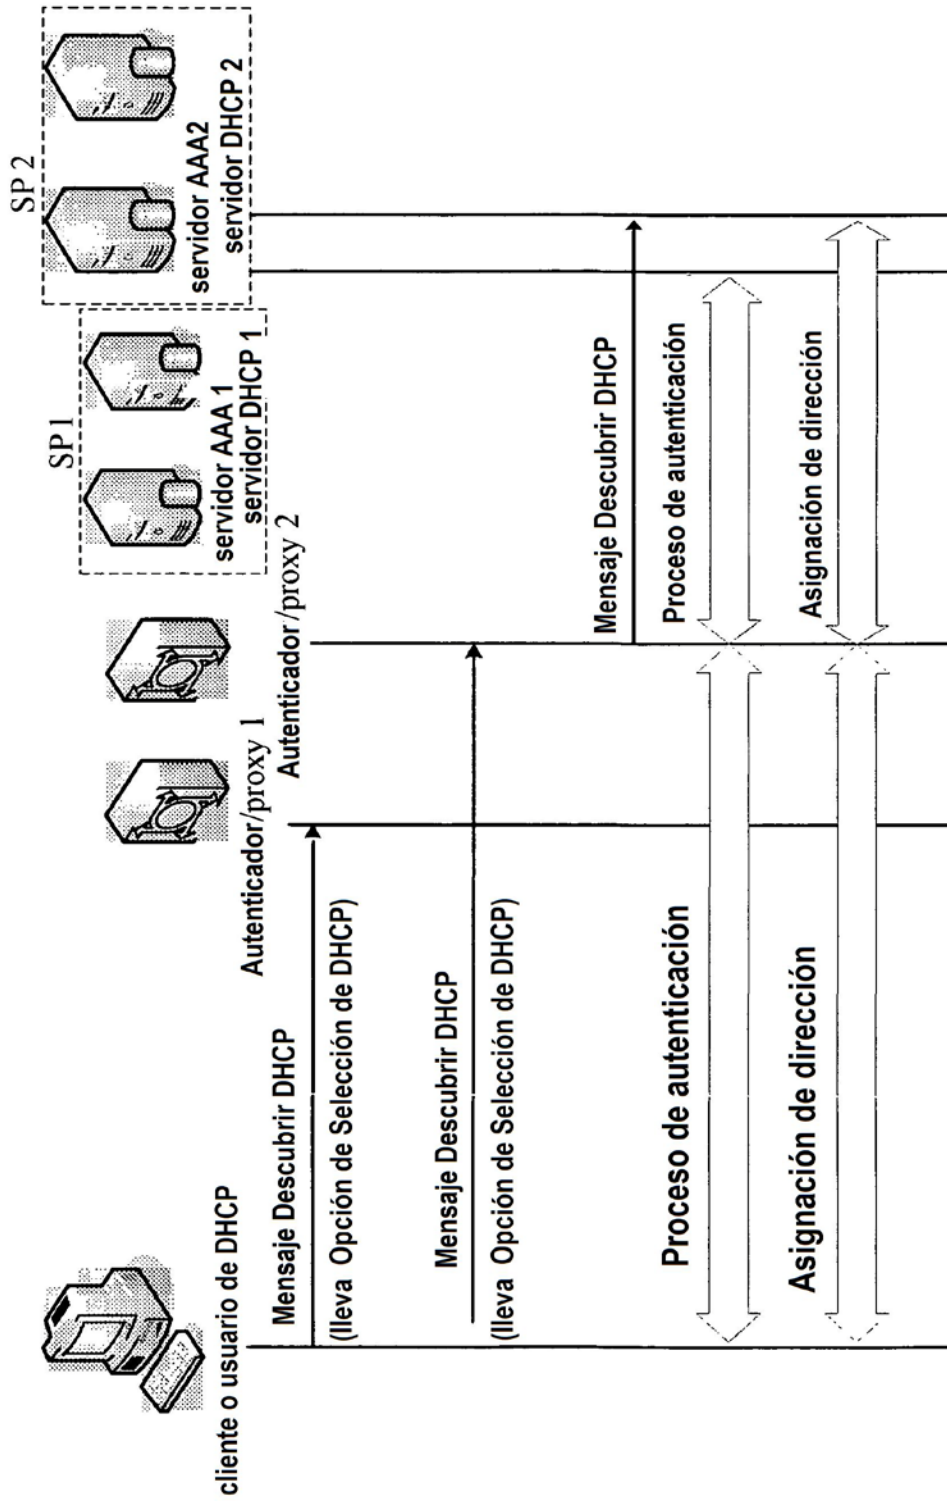 SP 2
SP1
servidor AAA2
servidor DHCP 2
servidor AAA 1
servidor DHCP 1
Autenticador/proxy 2
Autenticador/proxy 1
cliente o usuario de DHCP
Mensaje Descubrir DHCP
(lleva Opción de Selección de DHCP)
Mensaje Descubrir DHCP
(lleva Opción de Selección de DHCP)
Mensaje Descubrir DHCP
Proceso de autenticación
Proceso de autenticación
Asignación de dirección
Asignación de dirección